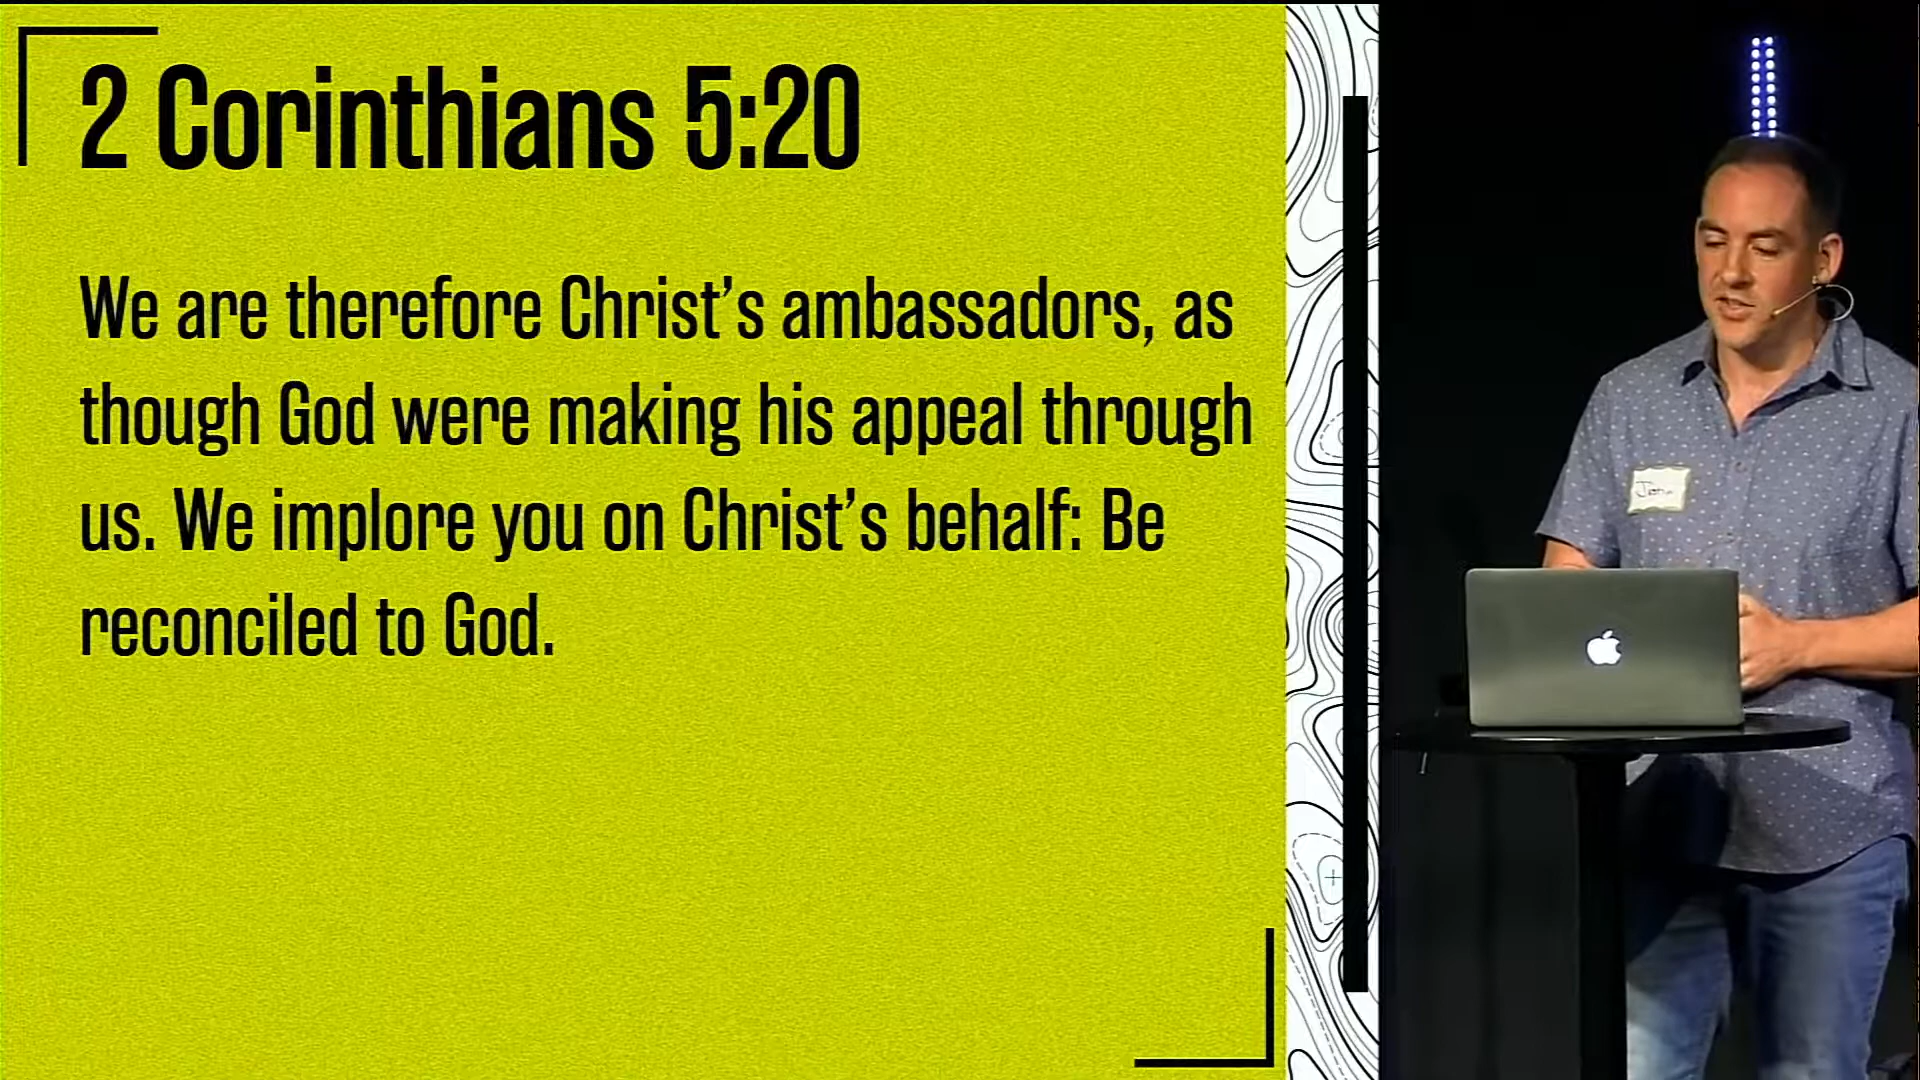 2 Corinthians 5:20
We are therefore Christ’s ambassadors, as
though God were making his appeal through
us. We implore you on Christ’s behalf: Be
reconciled to God.